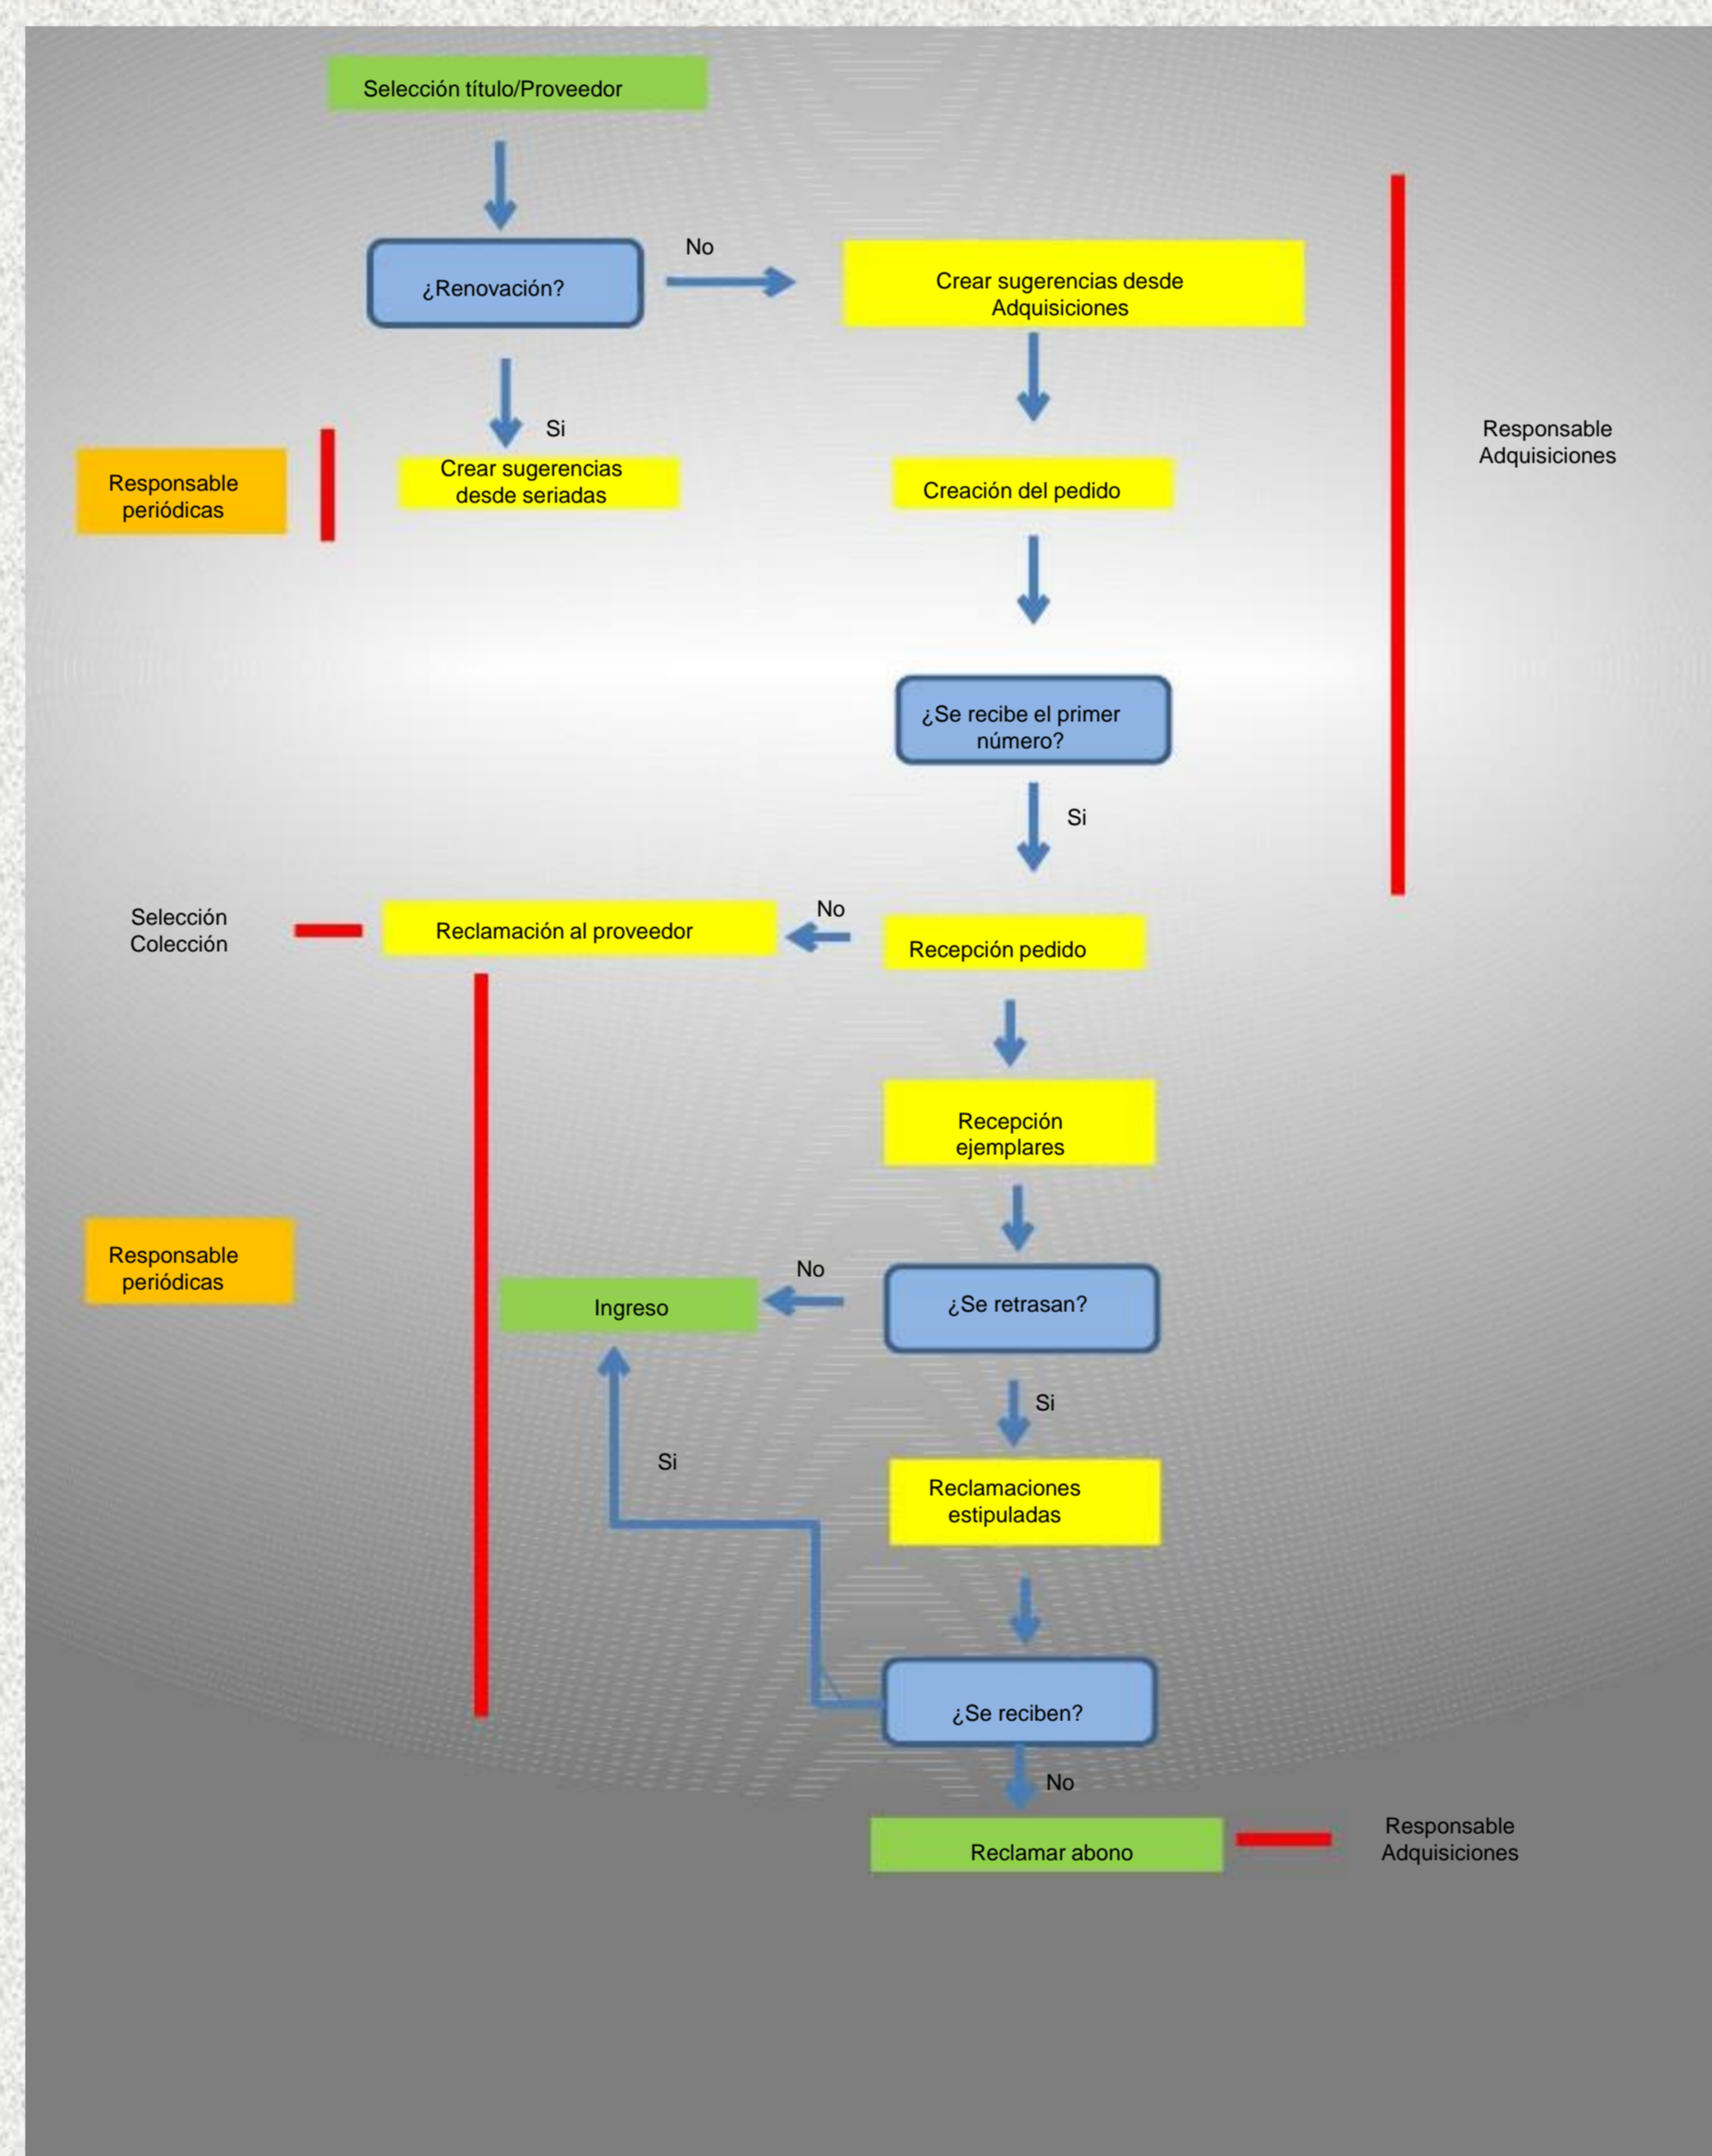 Selección título/Proveedor
No
¿Renovación?
Crear sugerencias desde
Adquisiciones
Si
Responsable
Adquisiciones
Responsable
periódicas
Crear sugerencias
desde seriadas
Creación del pedido
¿Se recibe el primer
número?
Si
Selección
Colección
Reclamación al proveedor
No
Recepción pedido
Recepción
ejemplares
Responsable
periódicas
No
Ingreso
¿Se retrasan?
Si
Si
Reclamaciones
estipuladas
¿Se reciben?
No
Reclamar abono
Responsable
Adquisiciones